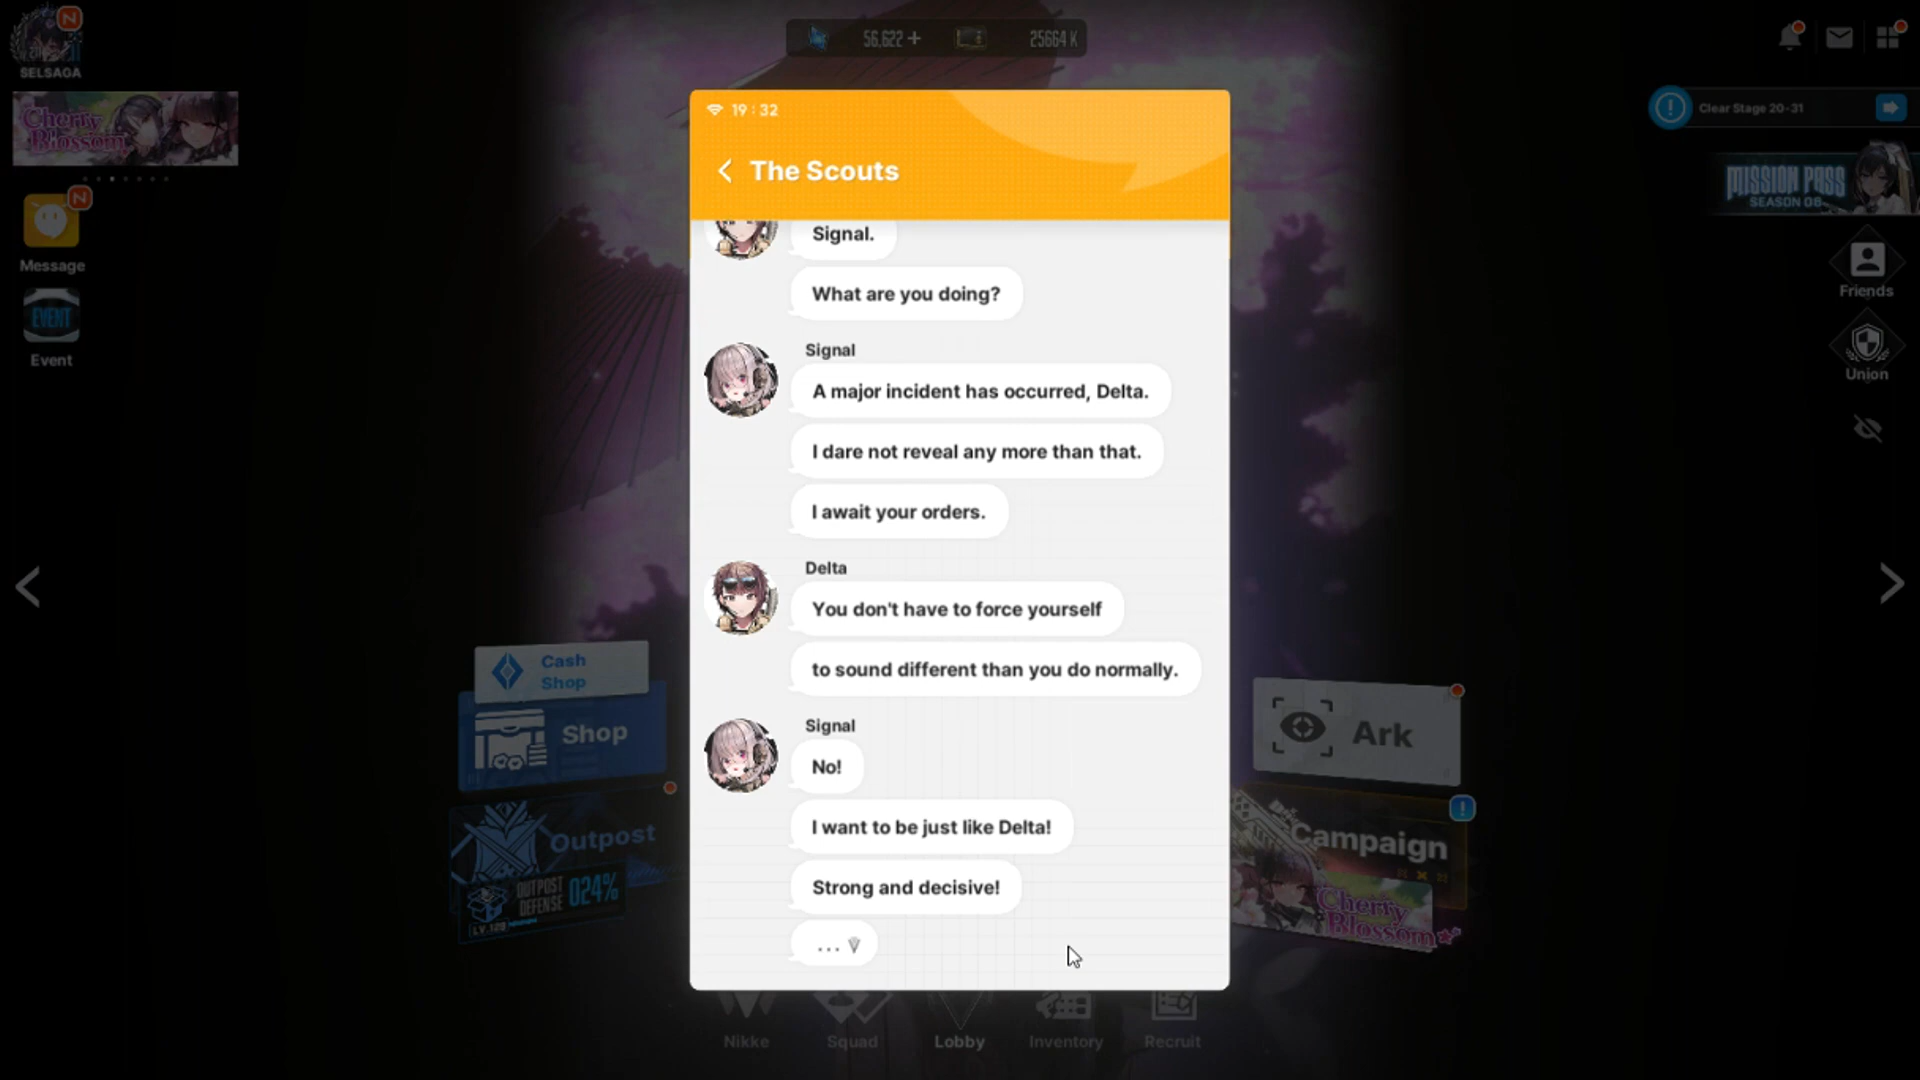 N
56,622 +
25664 K
SELSAGA
19:32
Cherry
Blossom
Clear Stage 20-31
The Scouts
MISSION PASS
SEASON 06
N
Signal.
Message
What are you doing?
Friends
EVENT
Signal
Event
A major incident has occurred, Delta.
Union
I dare not reveal any more than that.
I await your orders.
Delta
You don't have to force yourself
to sound different than you do normally.
Cash
Shop
Shop
Signal
Ark
No!
I want to be just like Delta!
Outpost
Campaign
OUTPOST
DEFENSE 024%
Strong and decisive!
Cherry
Blossom
LV.128
...
Nikke
Squad
Lobby
Inventory
Recruit